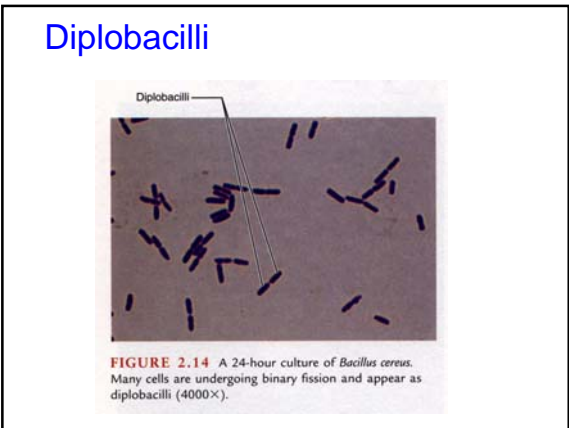 Diplobacilli
Diplobacilli
FIGURE 2.14 A 24-hour culture of Bacillus cereus.
Many cells are undergoing binary fission and appear as
diplobacilli (4000×).